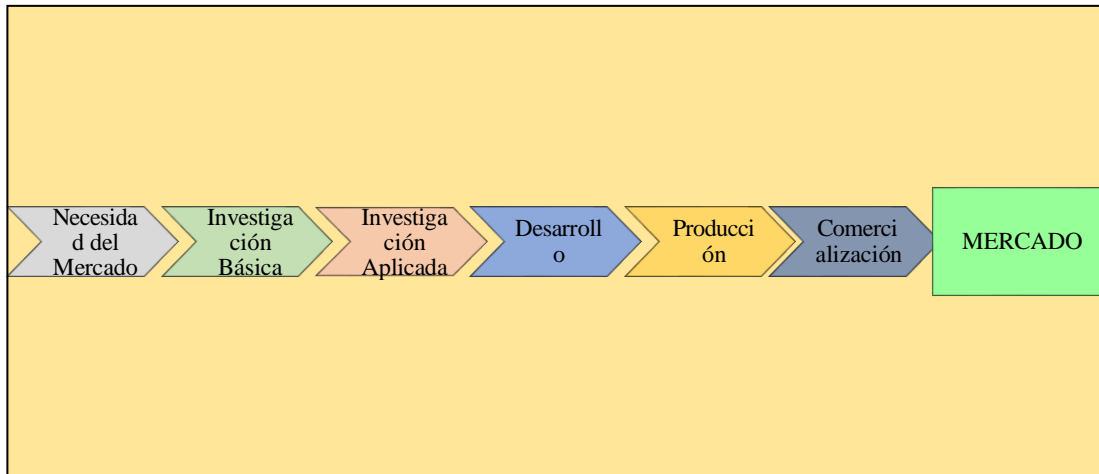 Necesida
d del
Mercado
Investiga
ción
Básica
Investiga
ción
Aplicada
Desarroll
o
Producci
ón
Comerci
alización
MERCADO